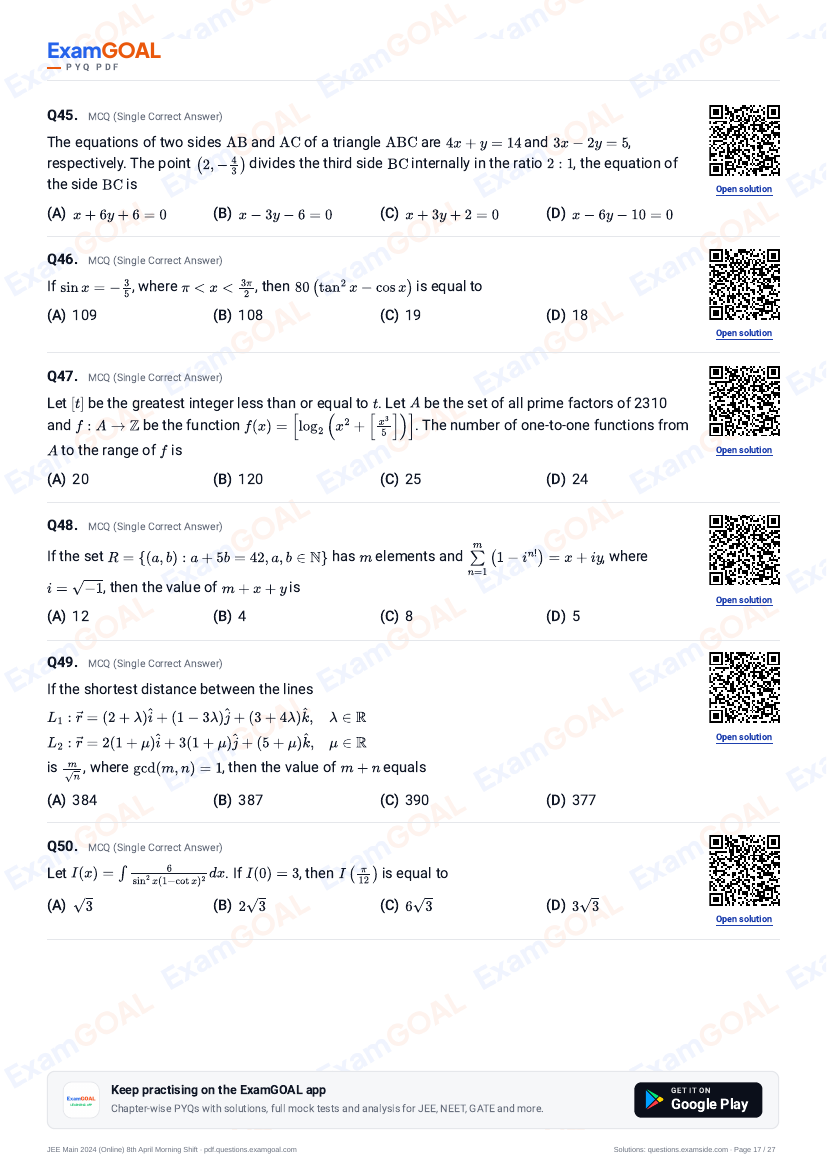 ExamGOAL
PYQ PDF
Q45. MCQ (Single Correct Answer)
The equations of two sides AB and AC of a triangle ABC are 4x + y = 14 and 3x − 2y = 5,
respectively. The point (2, −4/3) divides the third side BC internally in the ratio 2 : 1, the equation of
the side BC is
(A) x + 6y + 6 = 0 (B) x − 3y − 6 = 0 (C) x + 3y + 2 = 0 (D) x − 6y − 10 = 0
Open solution
Q46. MCQ (Single Correct Answer)
If sin x = −3/5, where π < x < 3π/2, then 80 (tan² x − cos x) is equal to
(A) 109 (B) 108 (C) 19 (D) 18
Open solution
Q47. MCQ (Single Correct Answer)
Let [t] be the greatest integer less than or equal to t. Let A be the set of all prime factors of 2310
and f : A → ℤ be the function f(x) = [log₂ (x² + [x³/5])]. The number of one-to-one functions from
A to the range of f is
(A) 20 (B) 120 (C) 25 (D) 24
Open solution
Q48. MCQ (Single Correct Answer)
If the set R = {(a, b) : a + 5b = 42, a, b ∈ ℕ} has m elements and ∑_{n=1}^{m} (1 − i^{n!}) = x + iy, where
i = √−1, then the value of m + x + y is
(A) 12 (B) 4 (C) 8 (D) 5
Open solution
Q49. MCQ (Single Correct Answer)
If the shortest distance between the lines
L₁ : r⃗ = (2 + λ)î + (1 − 3λ)ĵ + (3 + 4λ)k̂, λ ∈ ℝ
L₂ : r⃗ = 2(1 + μ)î + 3(1 + μ)ĵ + (5 + μ)k̂, μ ∈ ℝ
is m/√n, where gcd(m, n) = 1, then the value of m + n equals
(A) 384 (B) 387 (C) 390 (D) 377
Open solution
Q50. MCQ (Single Correct Answer)
Let I(x) = ∫ 6/(sin² x(1−cot x)²) dx. If I(0) = 3, then I (π/12) is equal to
(A) √3 (B) 2√3 (C) 6√3 (D) 3√3
Open solution
Keep practising on the ExamGOAL app
Chapter-wise PYQs with solutions, full mock tests and analysis for JEE, NEET, GATE and more.
GET IT ON
Google Play
JEE Main 2024 (Online) 8th April Morning Shift · pdf.questions.examgoal.com
Solutions: questions.examside.com · Page 17 / 27